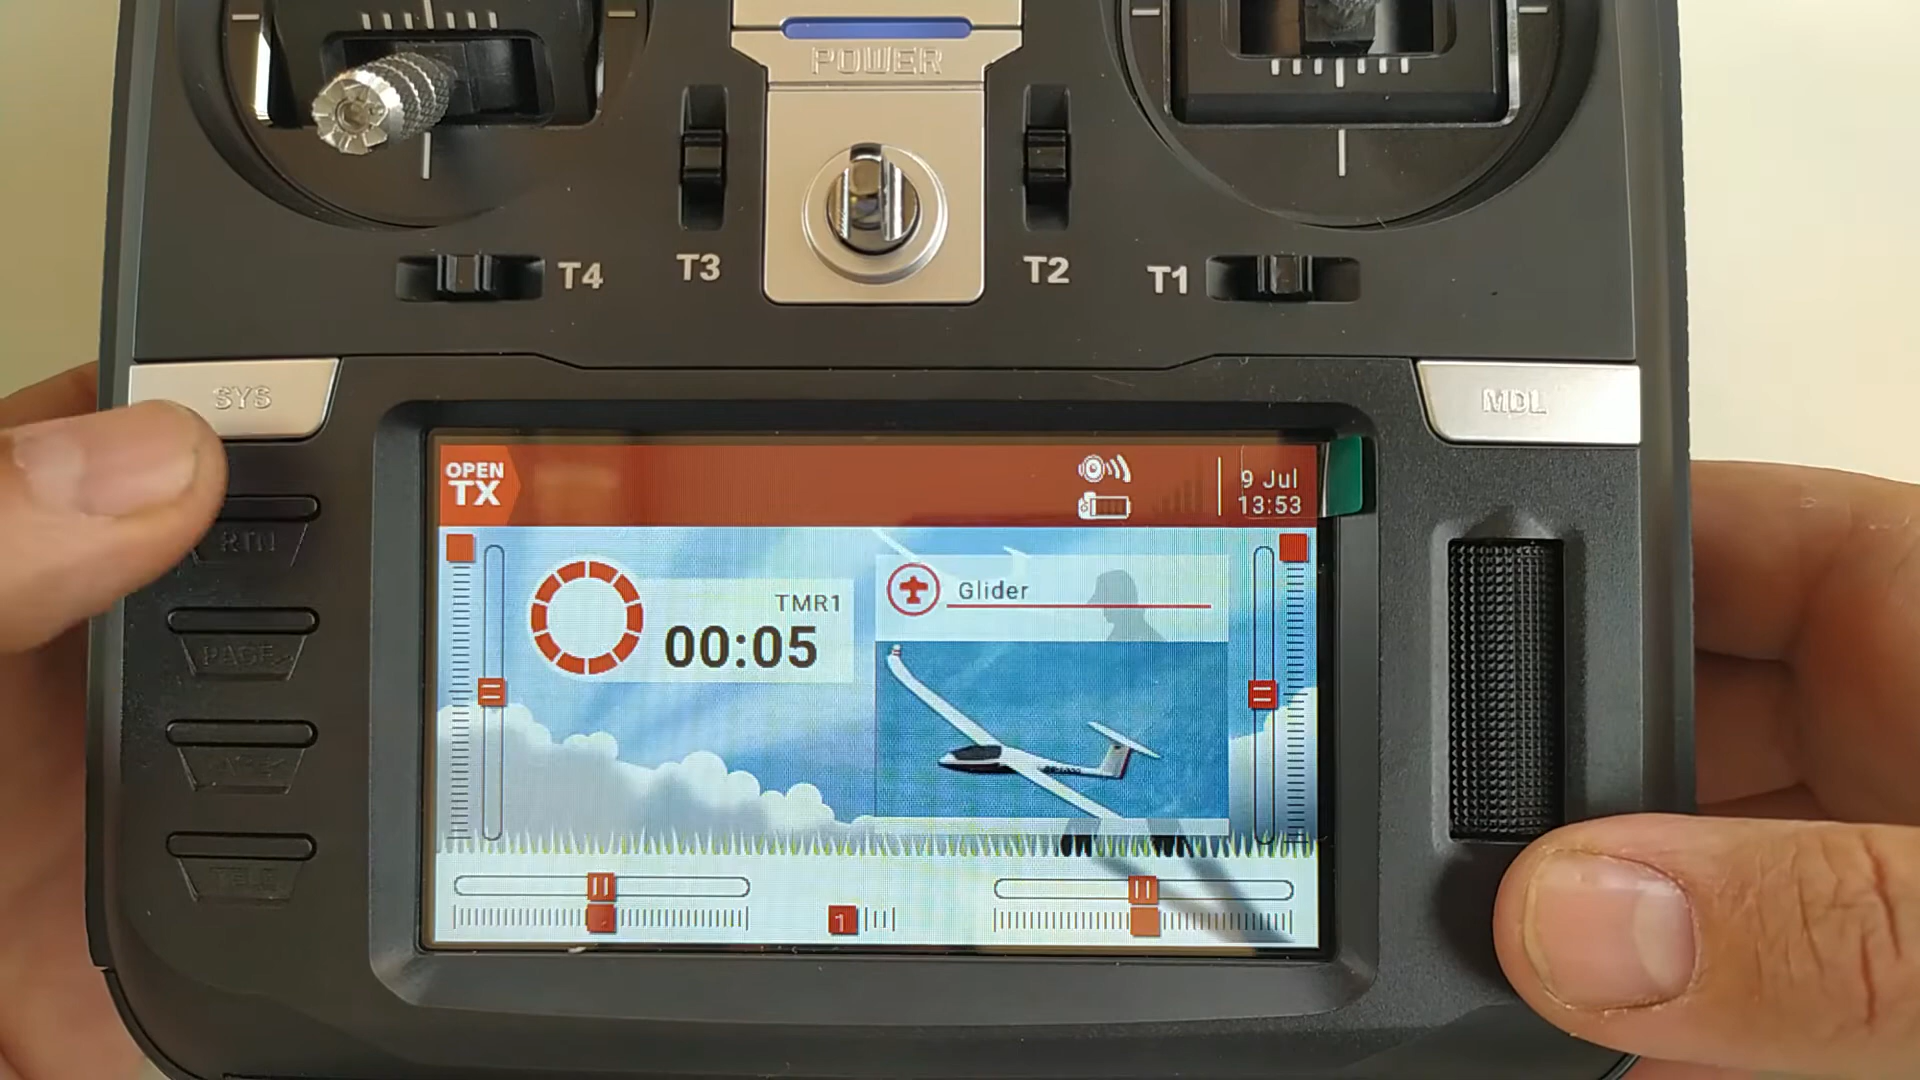 POWER
T4
T3
T2
T1
SYS
MDL
OPEN
TX
9 Jul
13:53
RTN
PAGE>
TMR1
00:05
Glider
TELE
1